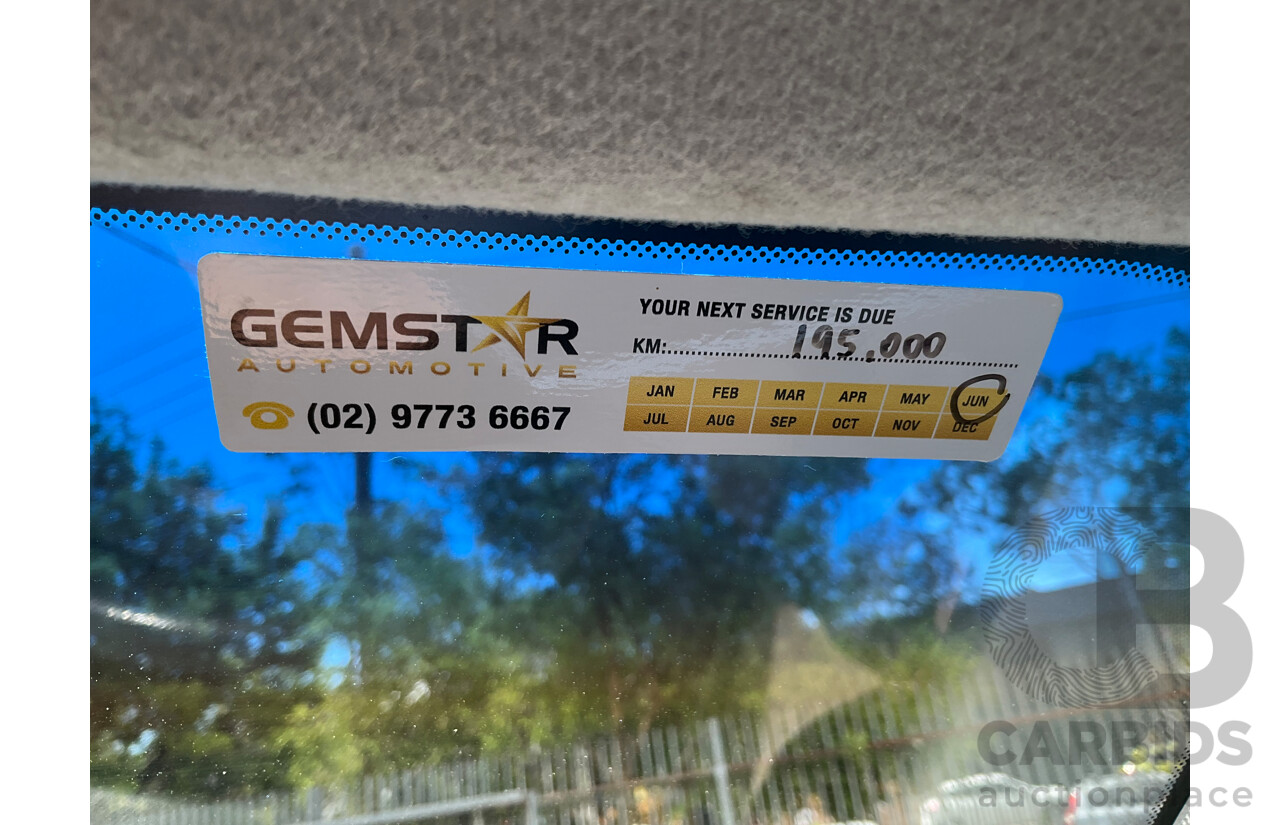 GEMSTAR
AUTOMOTIVE
(02) 9773 6667
YOUR NEXT SERVICE IS DUE
KM:.......195,000.......
JAN FEB MAR APR MAY JUN
JUL AUG SEP OCT NOV DEC
CB
CARBIDS
auctionplace